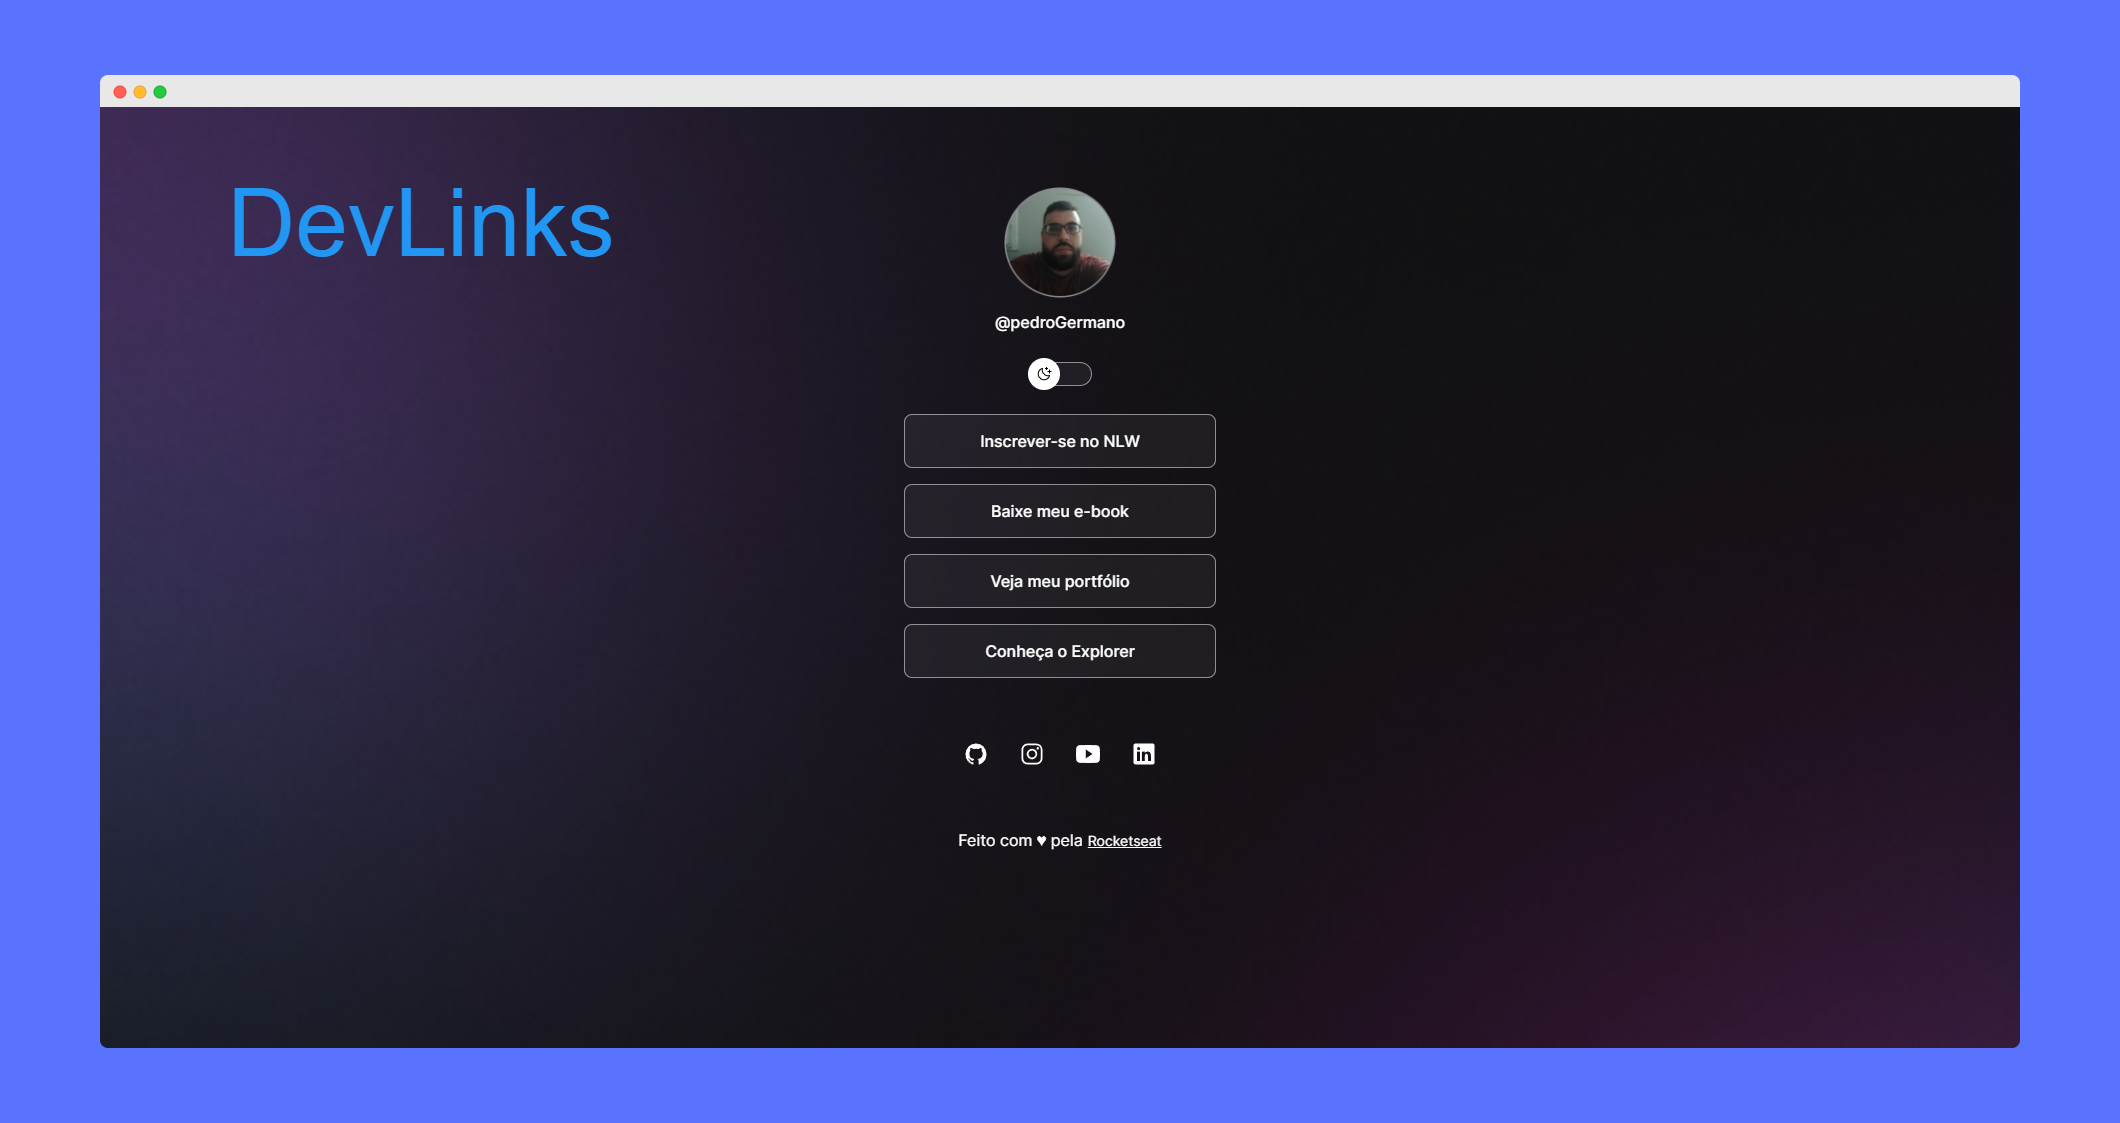 DevLinks
@pedroGermano
Inscrever-se no NLW
Baixe meu e-book
Veja meu portfólio
Conheça o Explorer
Feito com ♥ pela Rocketseat